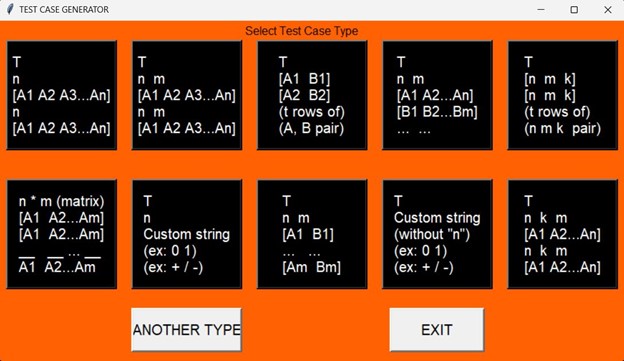 TEST CASE GENERATOR
Select Test Case Type
T
n
[A1 A2 A3...An]
n
[A1 A2 A3...An]
T
n  m
[A1 A2 A3...An]
n  m
[A1 A2 A3...An]
T
[A1  B1]
[A2  B2]
(t rows of)
(A, B pair)
T
n  m
[A1 A2...An]
[B1 B2...Bm]
...  ...
T
[n  m  k]
[n  m  k]
(t rows of)
(n m k  pair)
n * m (matrix)
[A1  A2...Am]
[A1  A2...Am]
__   __ ... __
A1  A2...Am
T
n
Custom string
(ex: 0 1)
(ex: + / -)
T
n  m
[A1  B1]
...   ...
[Am  Bm]
T
Custom string
(without "n")
(ex: 0 1)
(ex: + / -)
T
n  k  m
[A1 A2...An]
n  k  m
[A1 A2...An]
ANOTHER TYPE
EXIT